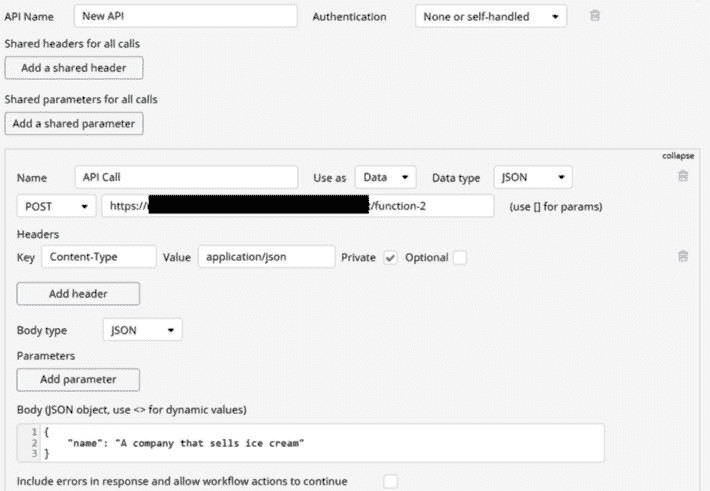 API Name New API Authentication None or self-handled
Shared headers for all calls
Add a shared header
Shared parameters for all calls
Add a shared parameter
collapse
Name API Call Use as Data Data type JSON
POST https:// /function-2 (use [] for params)
Headers
Key Content-Type Value application/json Private Optional
Add header
Body type JSON
Parameters
Add parameter
Body (JSON object, use <> for dynamic values)
1 {
2 "name": "A company that sells ice cream"
3 }
Include errors in response and allow workflow actions to continue